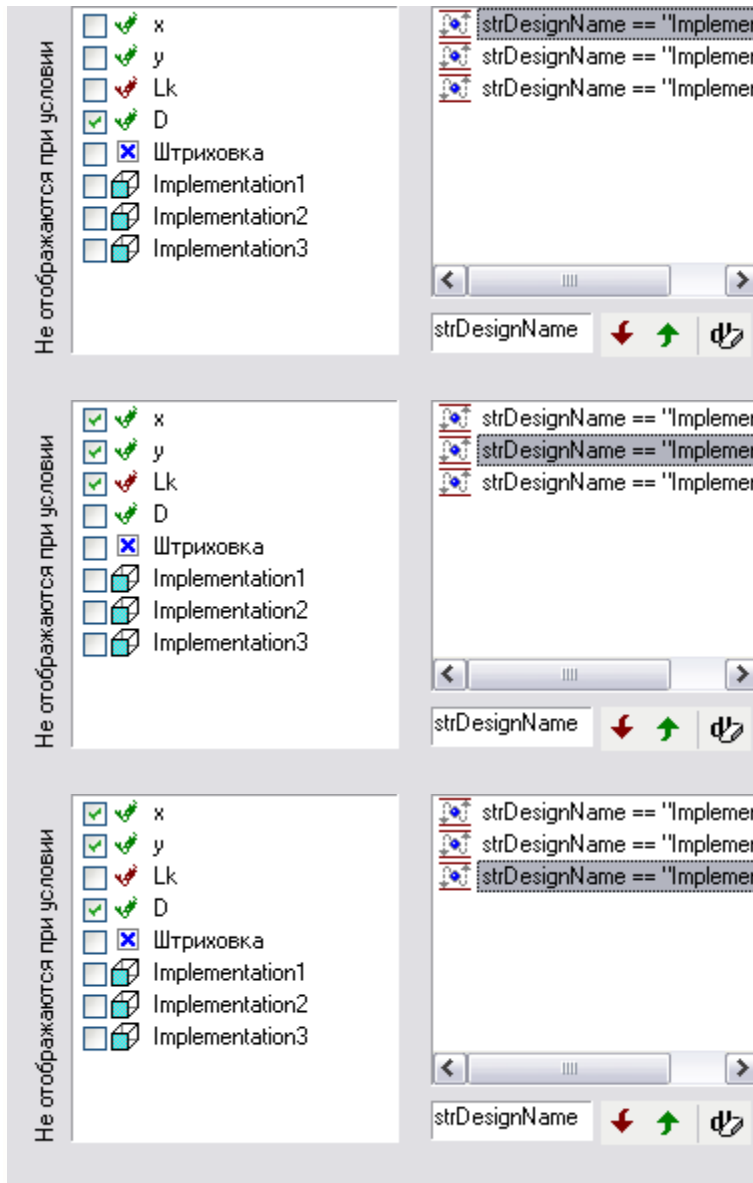 Не отображаются при условии
x
y
Lk
D
Штриховка
Implementation1
Implementation2
Implementation3
strDesignName == "Implemen
strDesignName == "Implemen
strDesignName == "Implemen
strDesignName
Не отображаются при условии
x
y
Lk
D
Штриховка
Implementation1
Implementation2
Implementation3
strDesignName == "Implemen
strDesignName == "Implemen
strDesignName == "Implemen
strDesignName
Не отображаются при условии
x
y
Lk
D
Штриховка
Implementation1
Implementation2
Implementation3
strDesignName == "Implemen
strDesignName == "Implemen
strDesignName == "Implemen
strDesignName